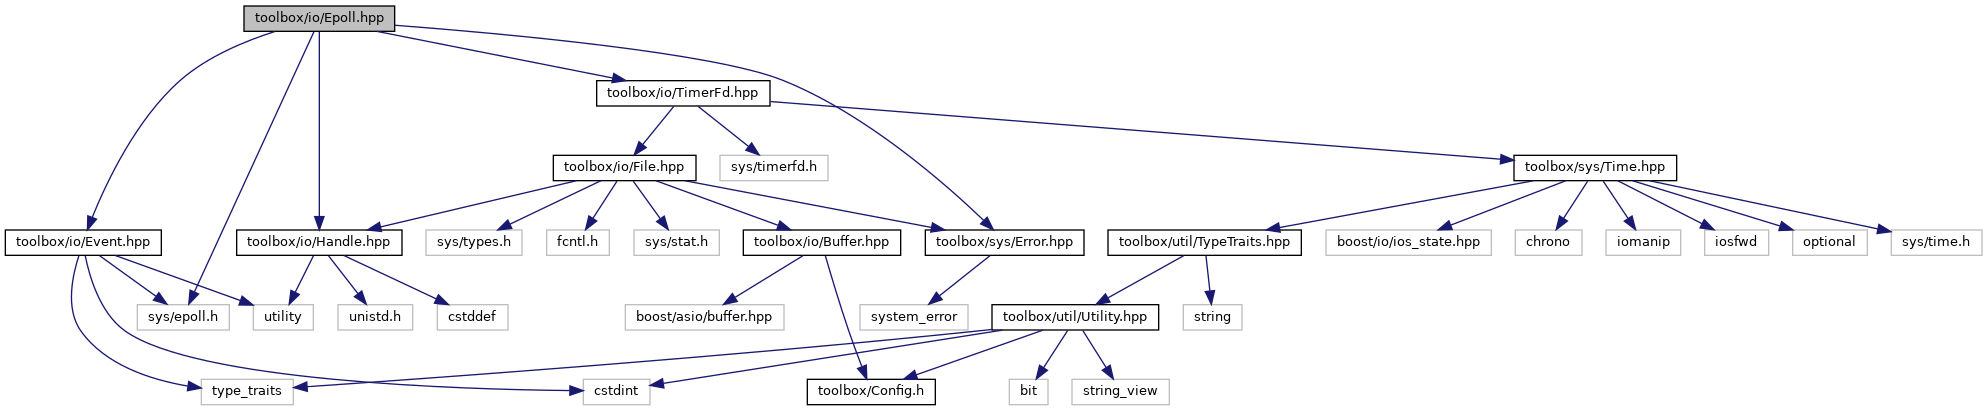 toolbox/io/Epoll.hpp
toolbox/io/TimerFd.hpp
toolbox/io/File.hpp
sys/timerfd.h
toolbox/sys/Time.hpp
toolbox/io/Event.hpp
toolbox/io/Handle.hpp
sys/types.h
fcntl.h
sys/stat.h
toolbox/io/Buffer.hpp
toolbox/sys/Error.hpp
toolbox/util/TypeTraits.hpp
boost/io/ios_state.hpp
chrono
iomanip
iosfwd
optional
sys/time.h
sys/epoll.h
utility
unistd.h
cstddef
boost/asio/buffer.hpp
system_error
toolbox/util/Utility.hpp
string
type_traits
cstdint
toolbox/Config.h
bit
string_view